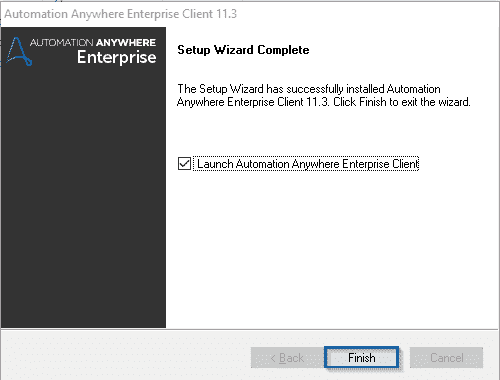 Automation Anywhere Enterprise Client 11.3
AUTOMATION ANYWHERE
Enterprise
Setup Wizard Complete
The Setup Wizard has successfully installed Automation
Anywhere Enterprise Client 11.3. Click Finish to exit the wizard.
Launch Automation Anywhere Enterprise Client
< Back Finish Cancel